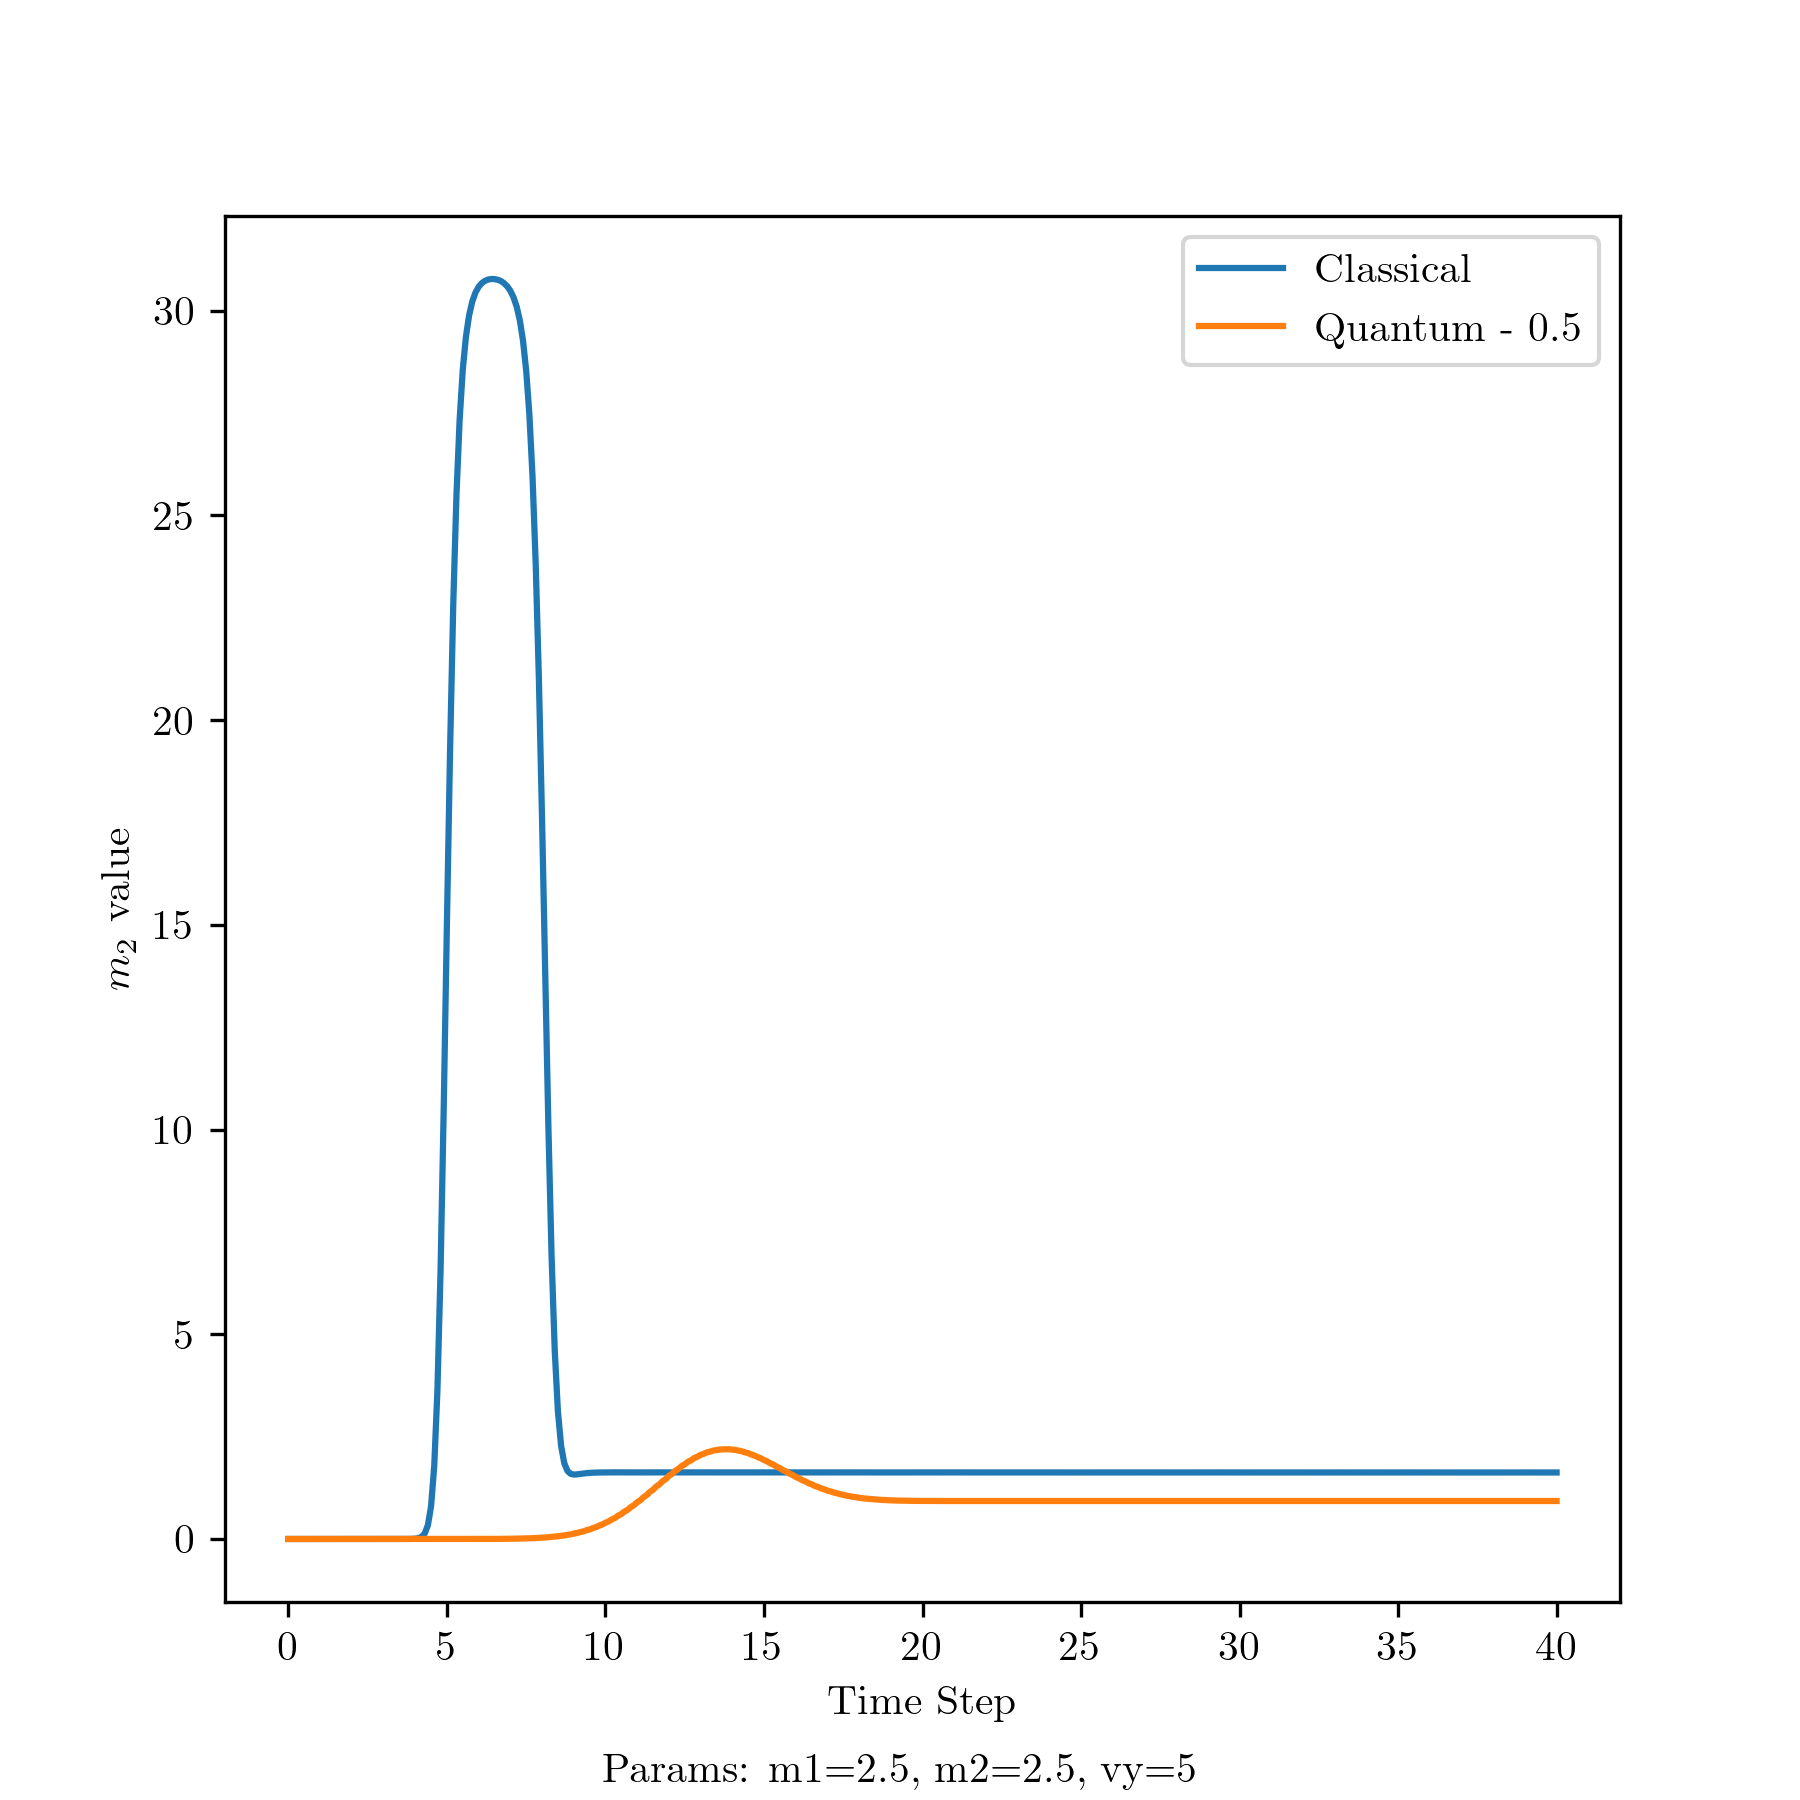 Classical
Quantum - 0.5
30
25
20
15
10
5
0
m₂ value
0 5 10 15 20 25 30 35 40
Time Step
Params: m1=2.5, m2=2.5, vy=5